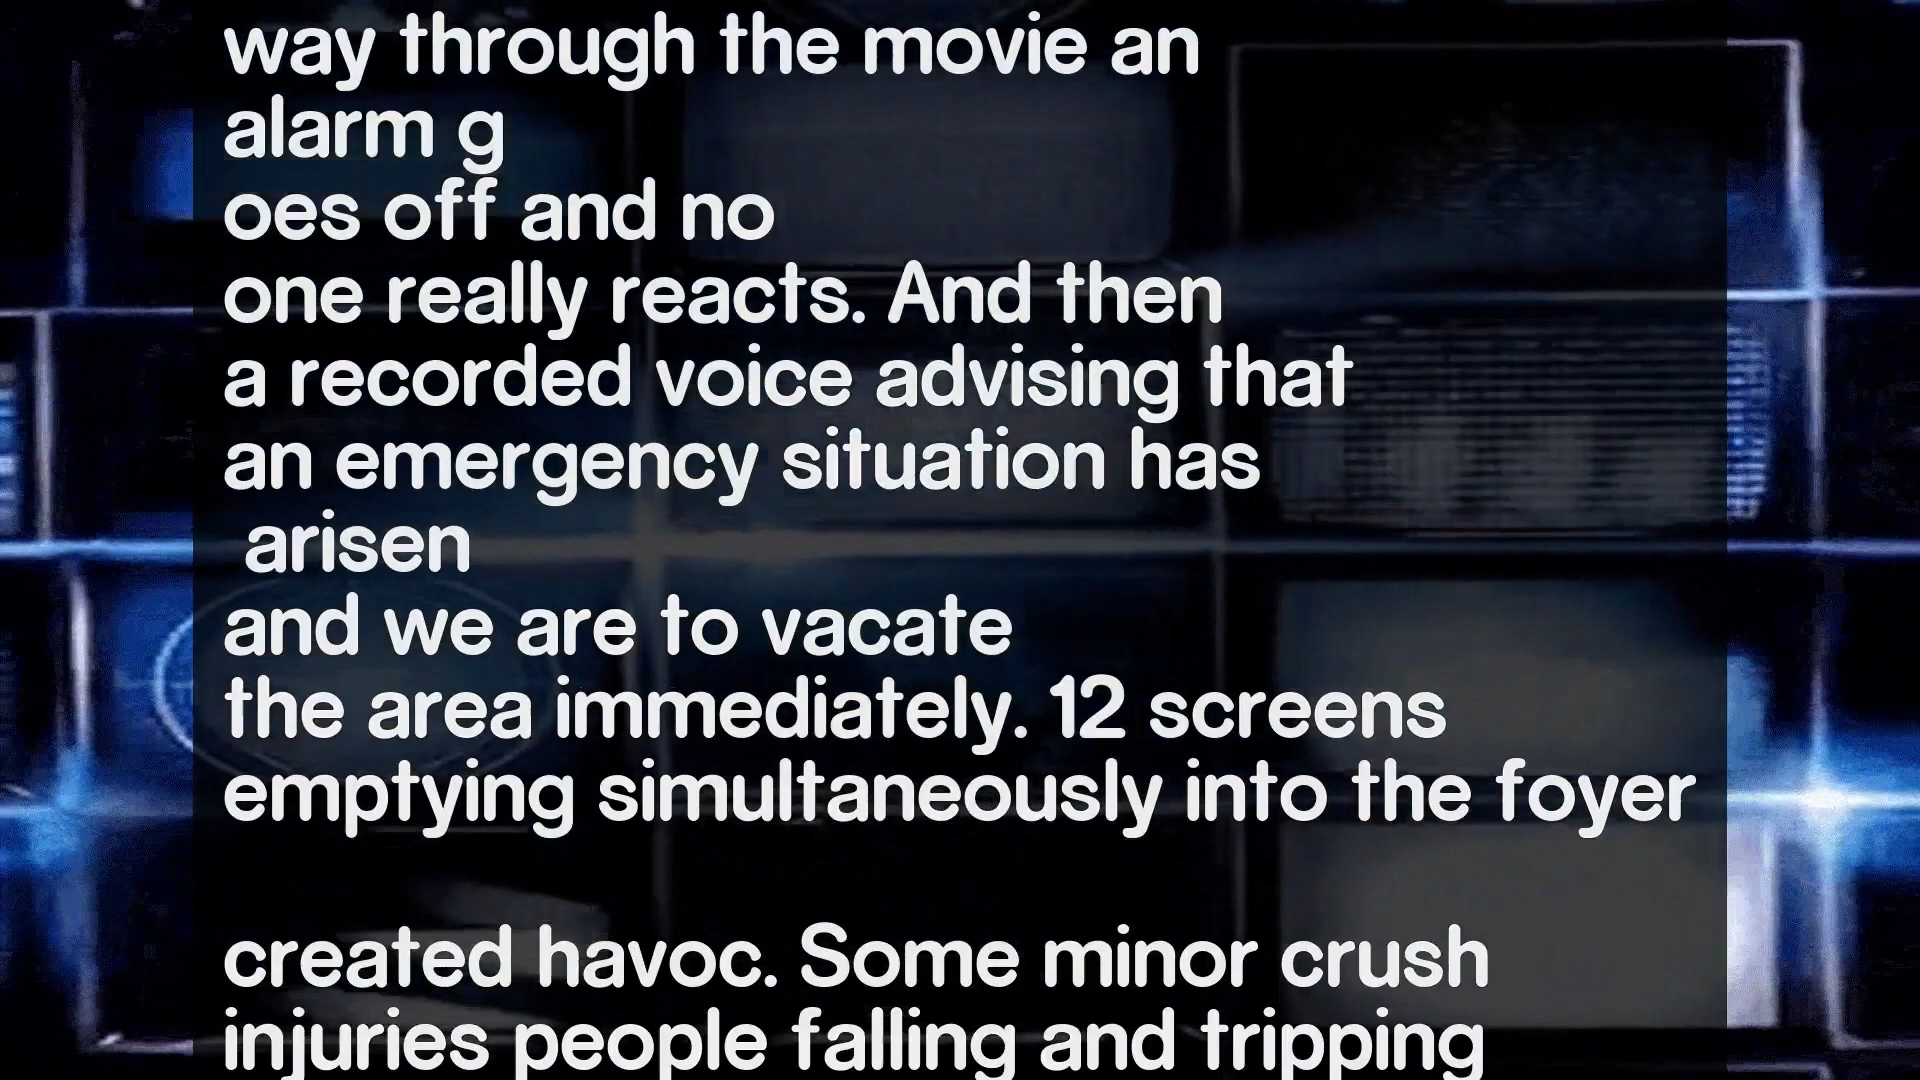 way through the movie an
alarm g
oes off and no
one really reacts. And then
a recorded voice advising that
an emergency situation has
arisen
and we are to vacate
the area immediately. 12 screens
emptying simultaneously into the foyer
created havoc. Some minor crush
injuries people falling and tripping